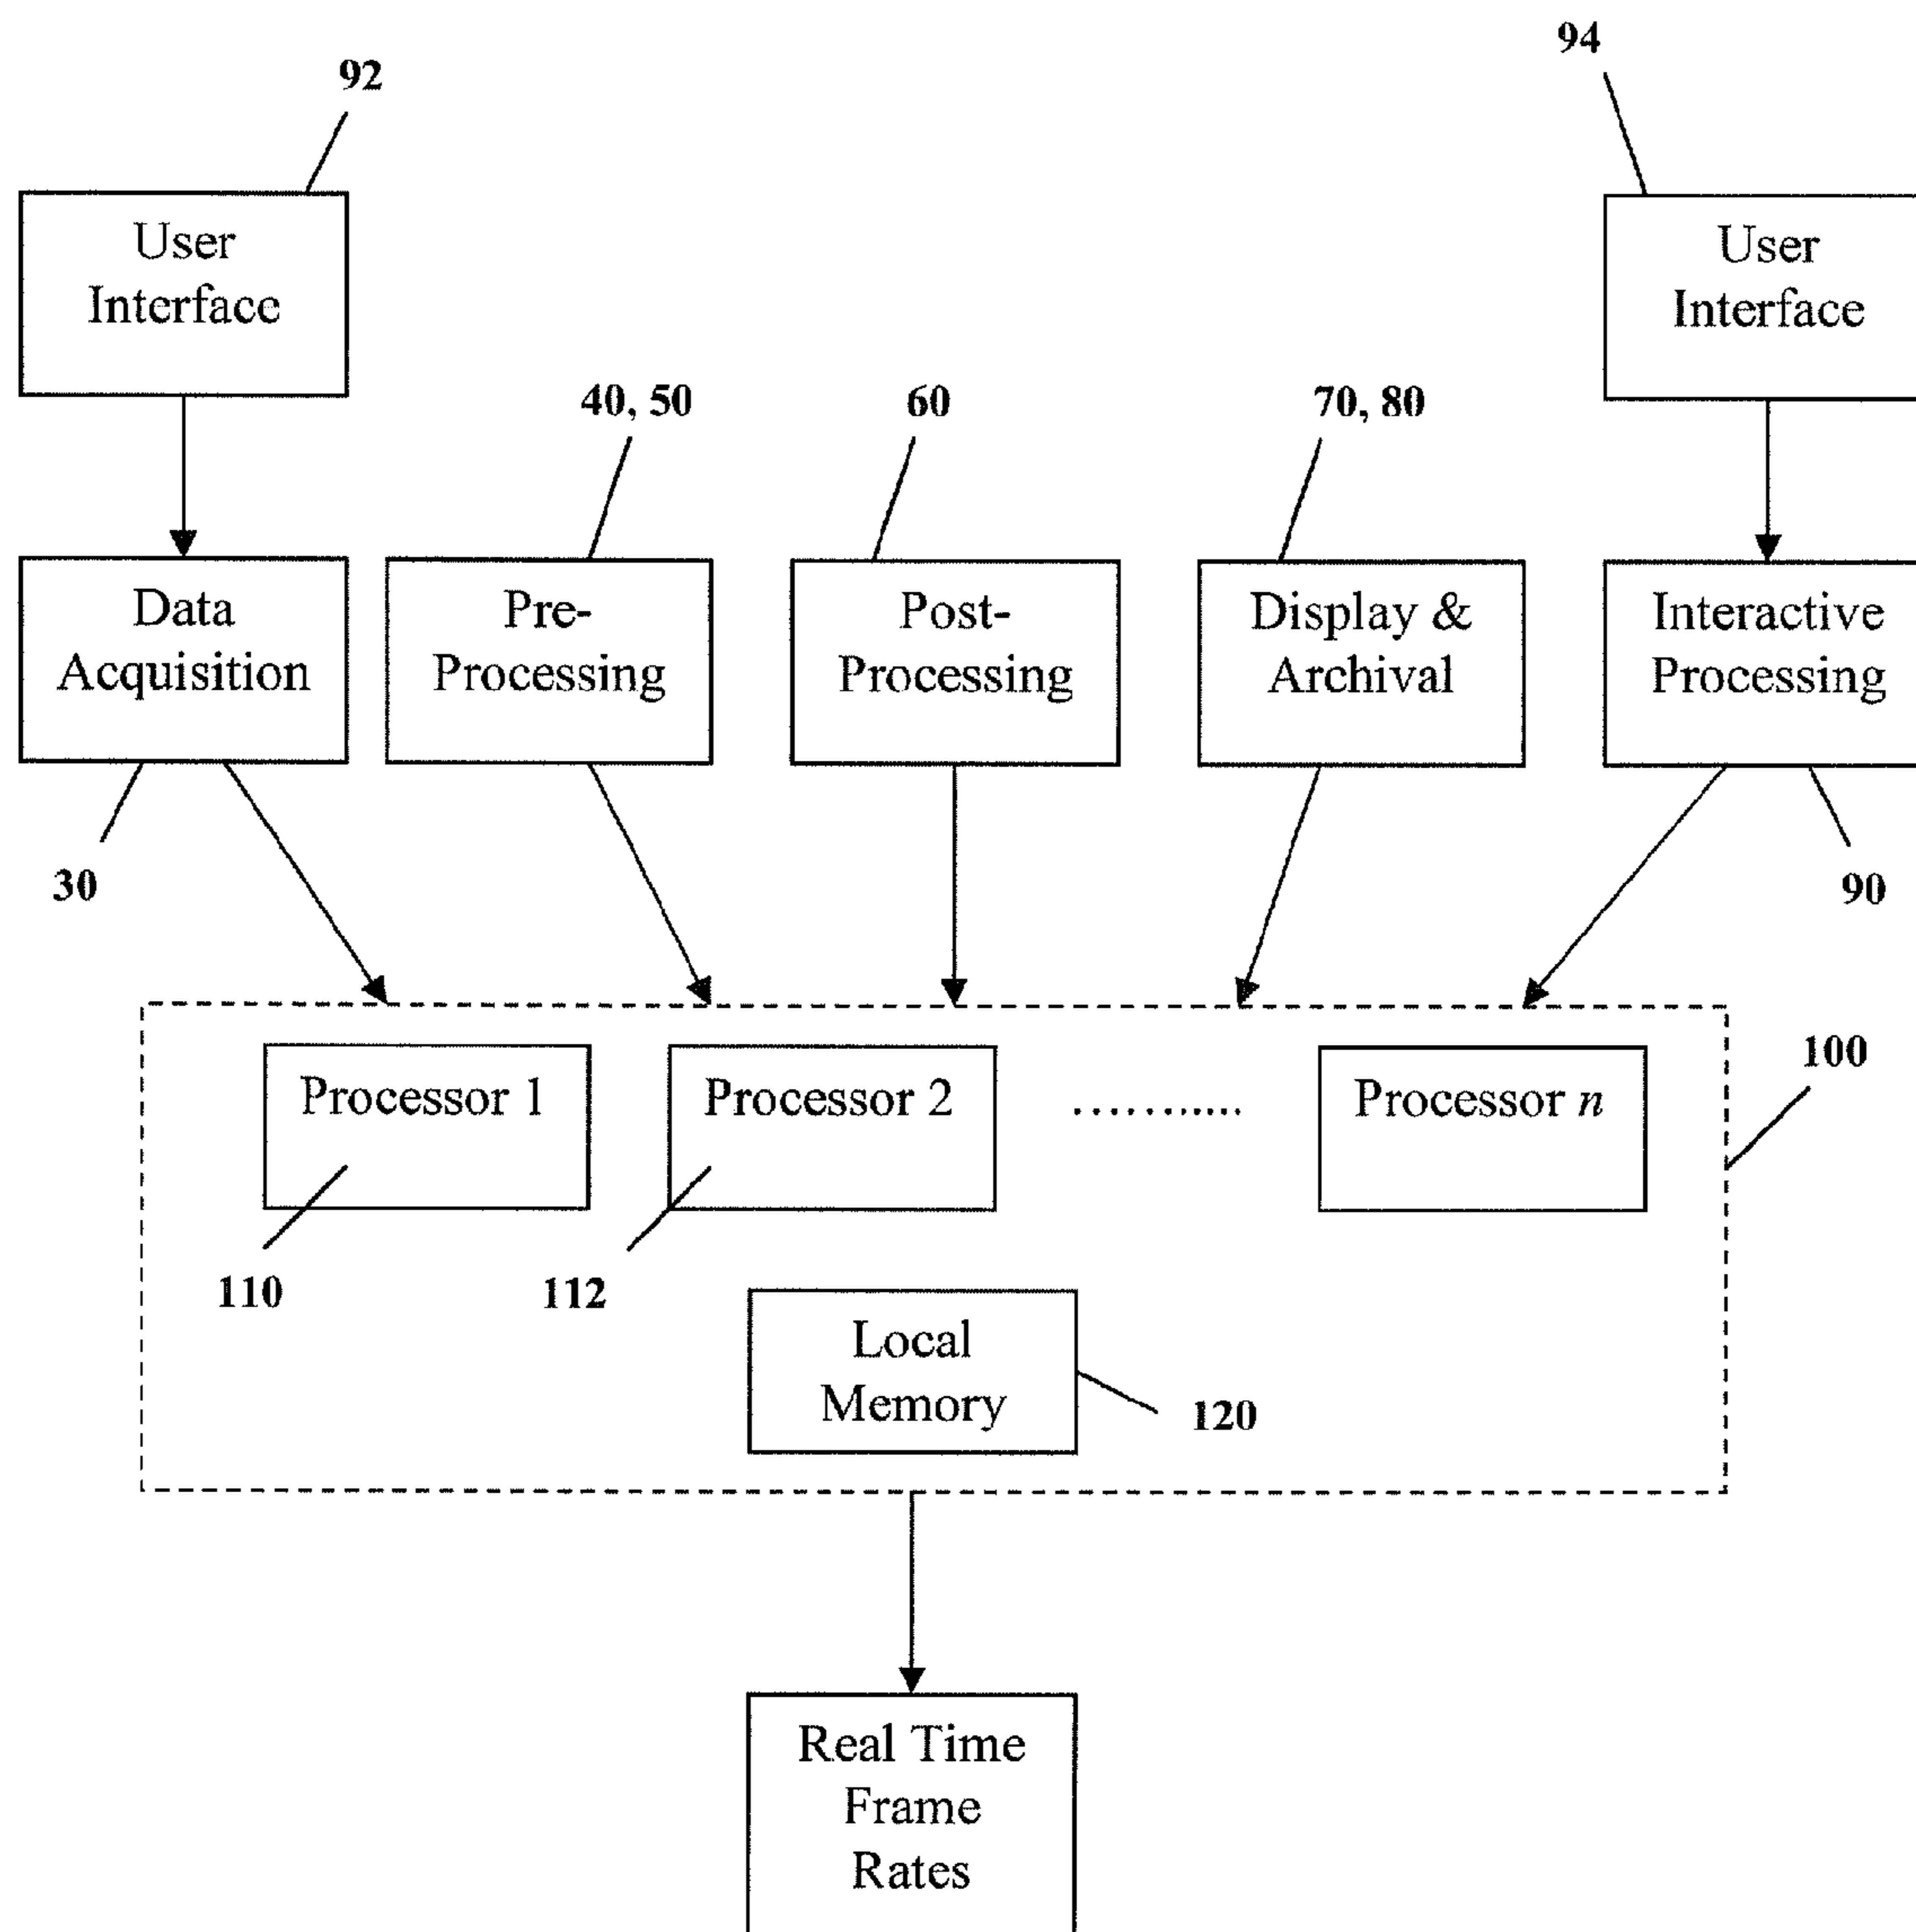 94
92
User
Interface
User
Interface
40, 50
60
70, 80
Data
Acquisition
Pre-
Processing
Post-
Processing
Display &
Archival
Interactive
Processing
30
90
100
Processor 1
Processor 2
............
Processor n
110
112
Local
Memory
120
Real Time
Frame
Rates